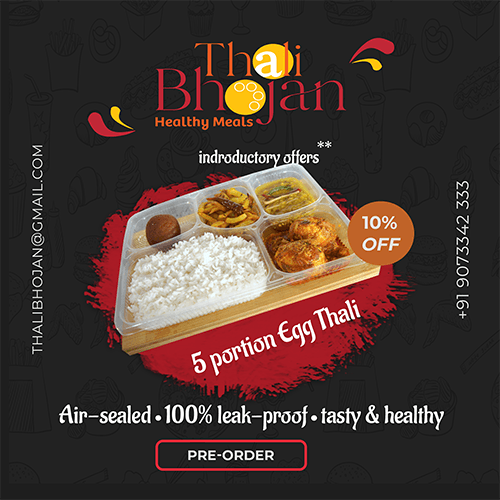 Thali
Bhojan
Healthy Meals
indroductory offers**
10%
OFF
THALIBHOJAN@GMAIL.COM
+91 9073342 333
5 portion Egg Thali
Air-sealed • 100% leak-proof • tasty & healthy
PRE-ORDER